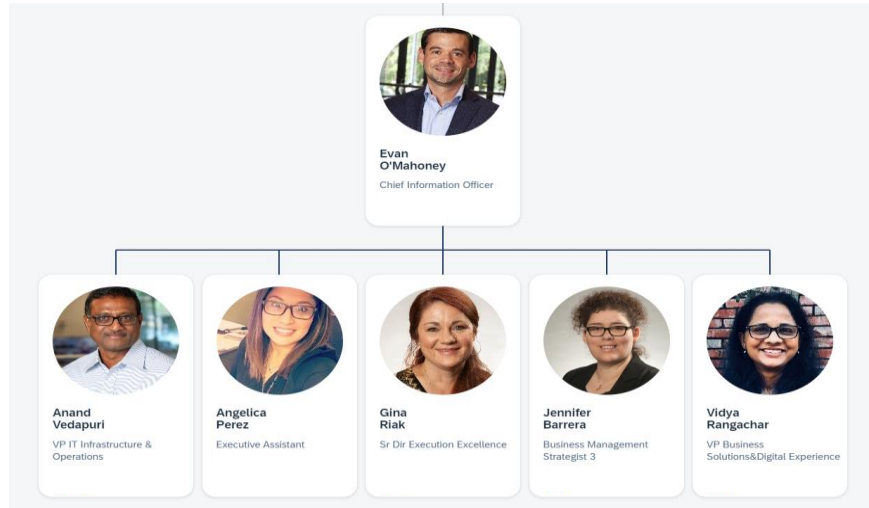 Evan
O'Mahoney
Chief Information Officer
Anand
Vedapuri
VP IT Infrastructure &
Operations
Angelica
Perez
Executive Assistant
Gina
Riak
Sr Dir Execution Excellence
Jennifer
Barrera
Business Management
Strategist 3
Vidya
Rangachar
VP Business
Solutions&Digital Experience